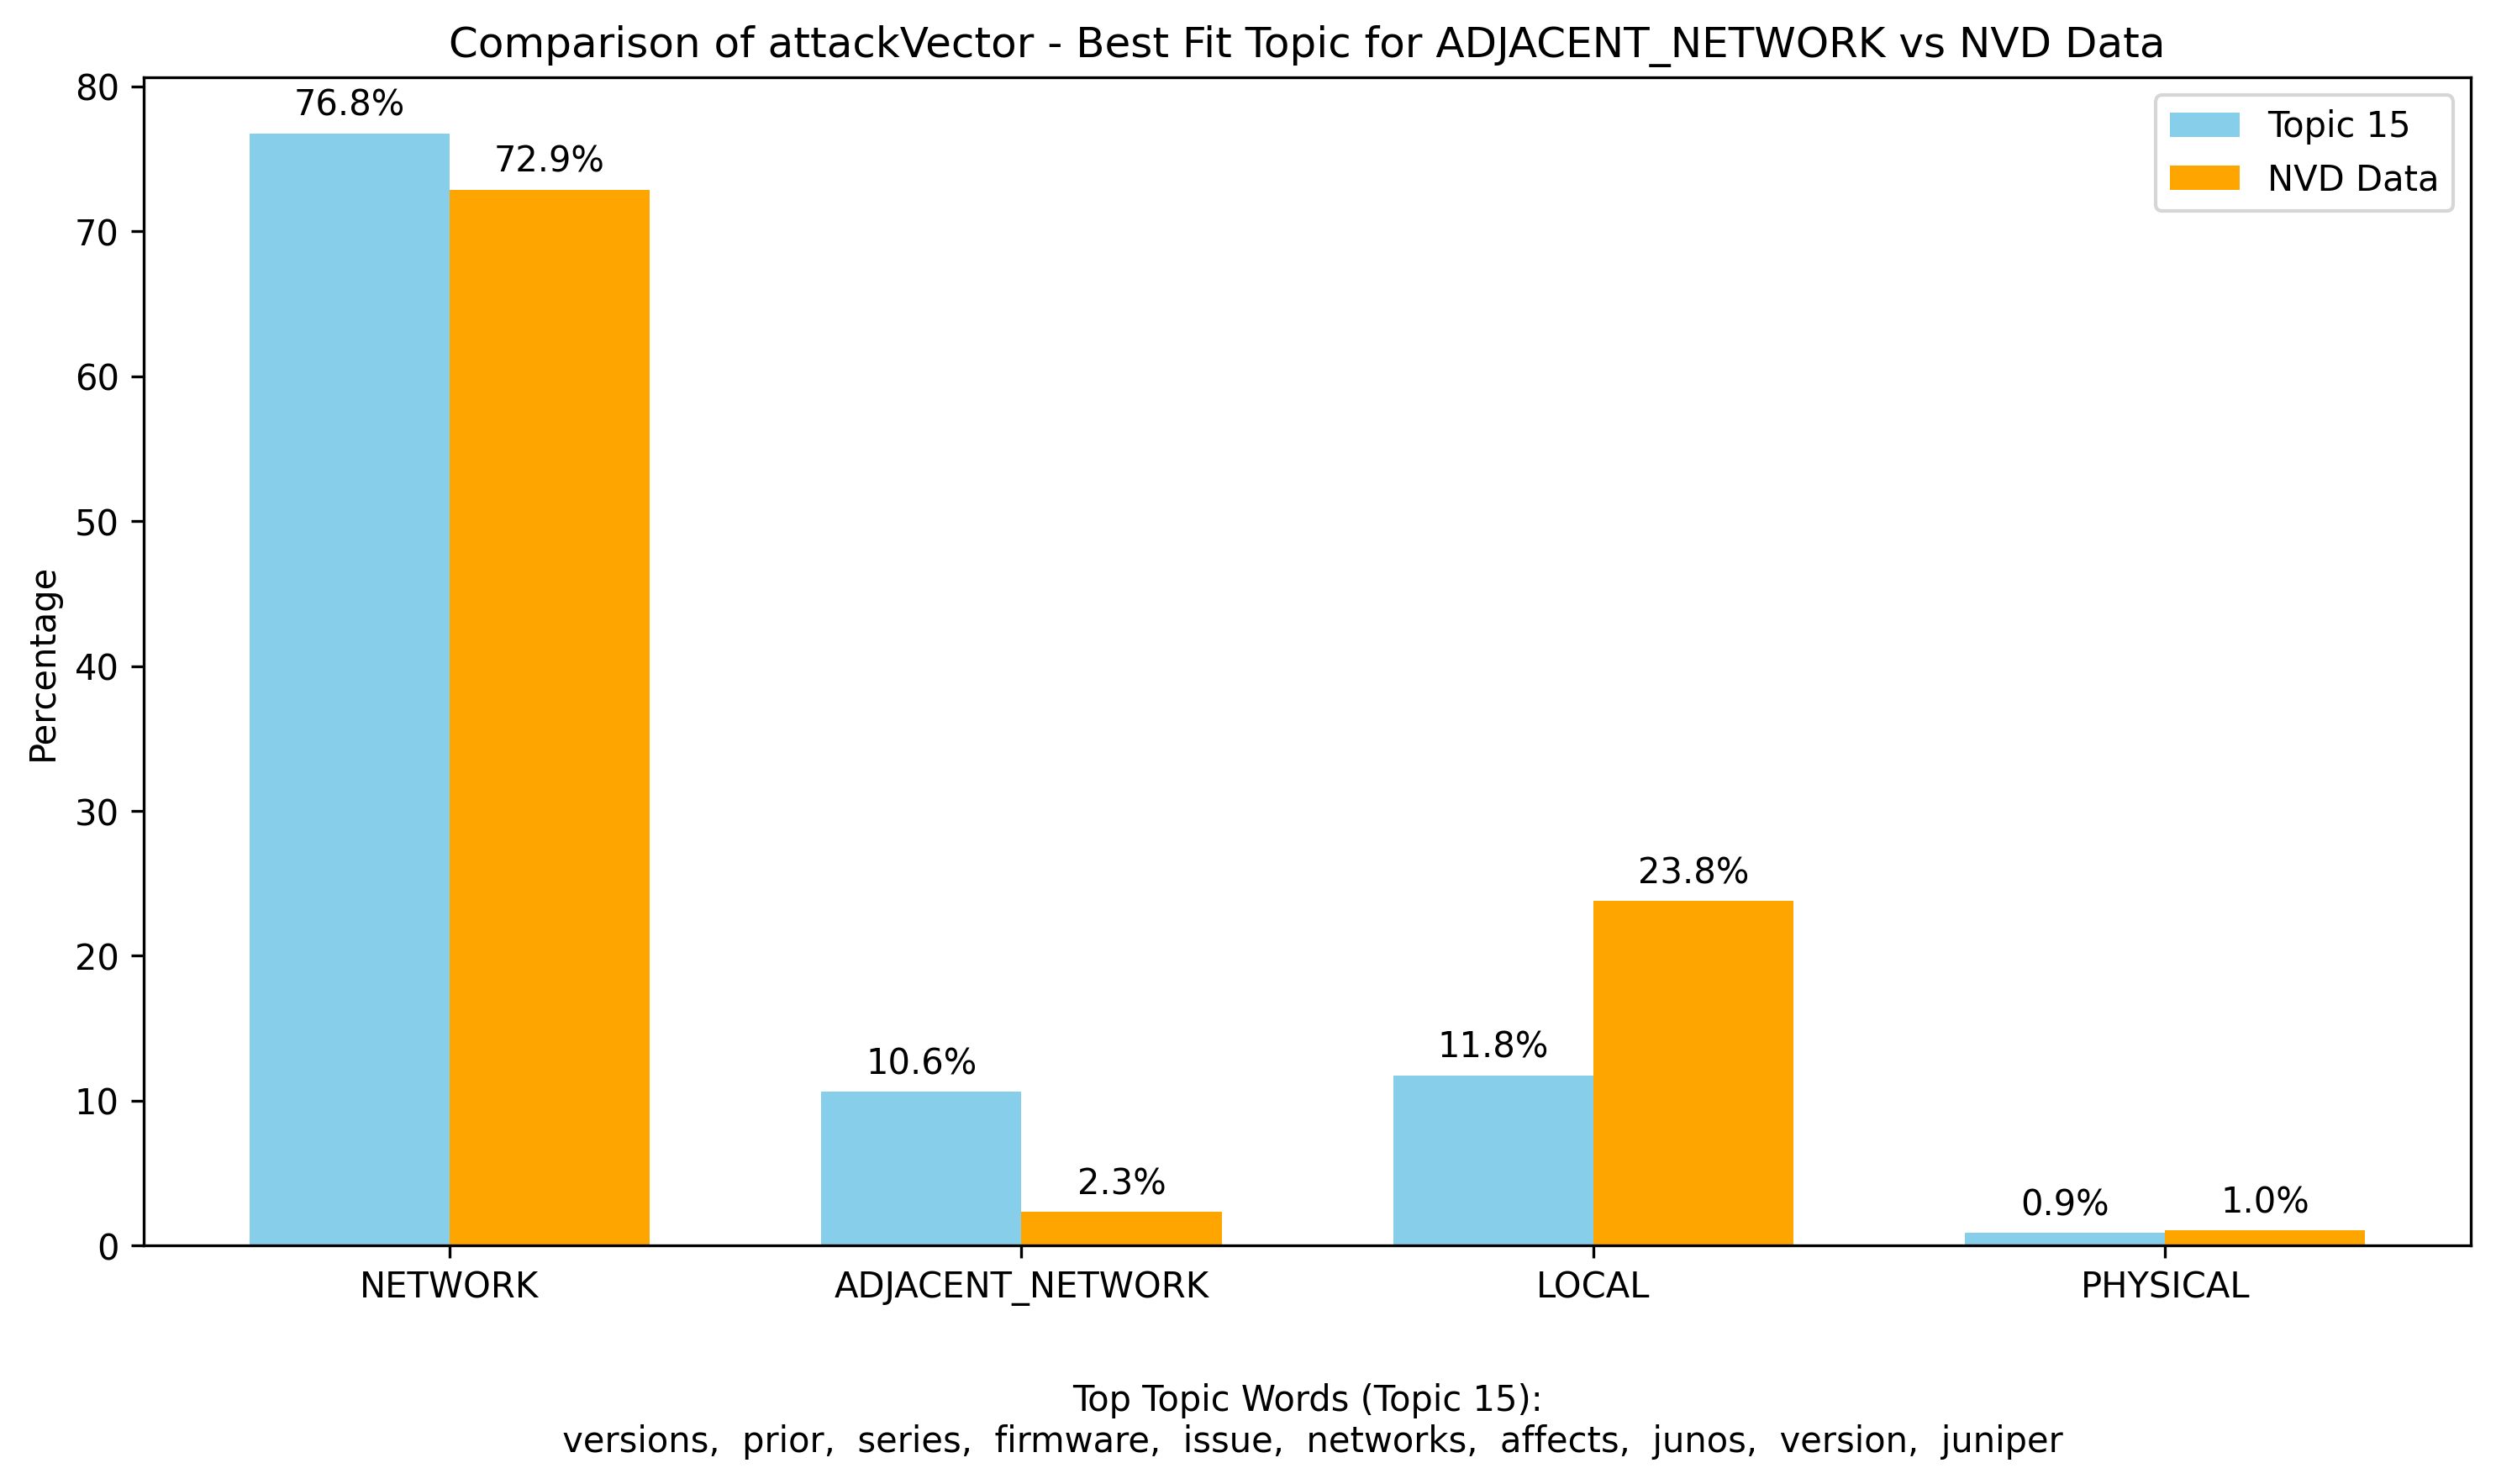 Comparison of attackVector - Best Fit Topic for ADJACENT_NETWORK vs NVD Data
Topic 15
NVD Data
Percentage
80
70
60
50
40
30
20
10
0
76.8%
72.9%
10.6%
2.3%
11.8%
23.8%
0.9%
1.0%
NETWORK
ADJACENT_NETWORK
LOCAL
PHYSICAL
Top Topic Words (Topic 15):
versions, prior, series, firmware, issue, networks, affects, junos, version, juniper